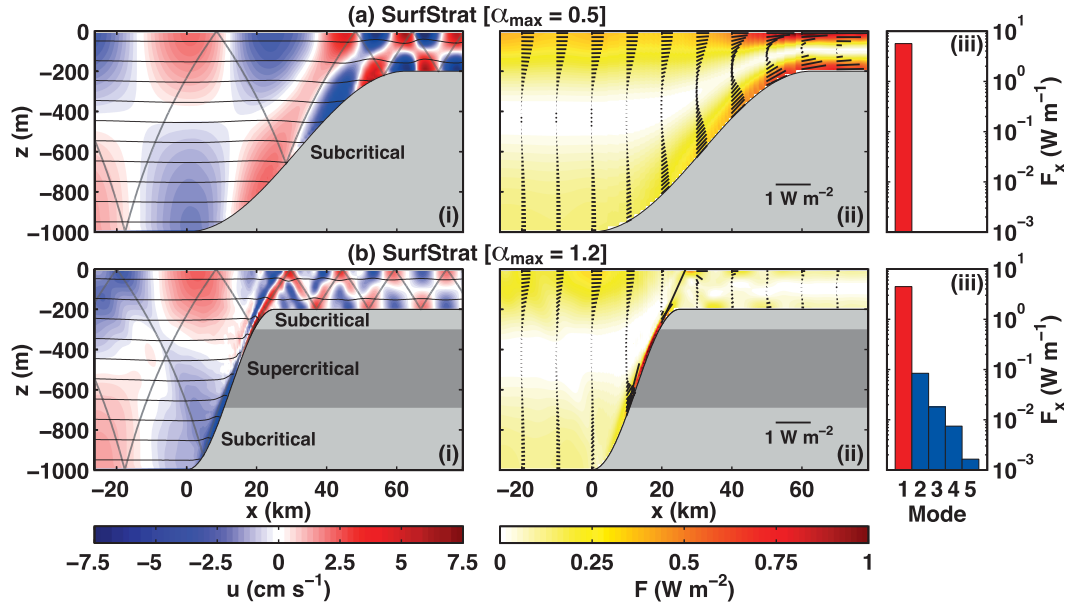 (a) SurfStrat [α_max = 0.5]
0
−200
−400
−600
−800
−1000
z (m)
Subcritical
(i)
1 W m⁻²
(ii)
(iii)
10¹
10⁰
10⁻¹
10⁻²
10⁻³
Fₓ (W m⁻¹)
(b) SurfStrat [α_max = 1.2]
0
−200
−400
−600
−800
−1000
z (m)
Subcritical
Supercritical
Subcritical
(i)
1 W m⁻²
(ii)
(iii)
10¹
10⁰
10⁻¹
10⁻²
10⁻³
Fₓ (W m⁻¹)
−20 0 20 40 60
x (km)
−20 0 20 40 60
x (km)
1 2 3 4 5
Mode
−7.5 −5 −2.5 0 2.5 5 7.5
u (cm s⁻¹)
0 0.25 0.5 0.75 1
F (W m⁻²)